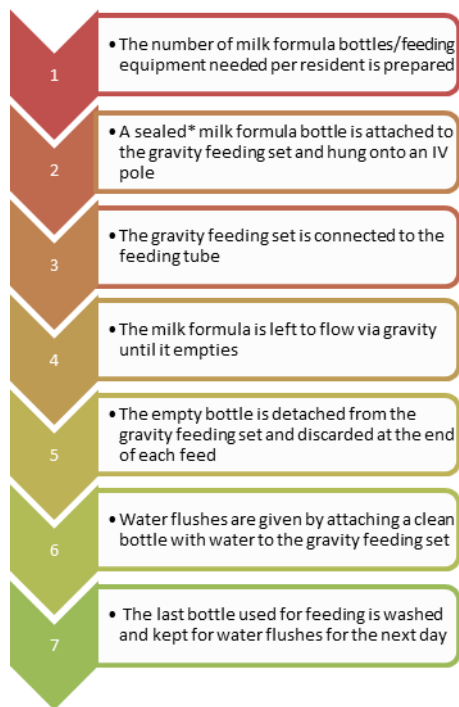 1
• The number of milk formula bottles/feeding
equipment needed per resident is prepared
2
• A sealed* milk formula bottle is attached to
the gravity feeding set and hung onto an IV
pole
3
• The gravity feeding set is connected to the
feeding tube
4
• The milk formula is left to flow via gravity
until it empties
5
• The empty bottle is detached from the
gravity feeding set and discarded at the end
of each feed
6
• Water flushes are given by attaching a clean
bottle with water to the gravity feeding set
7
• The last bottle used for feeding is washed
and kept for water flushes for the next day